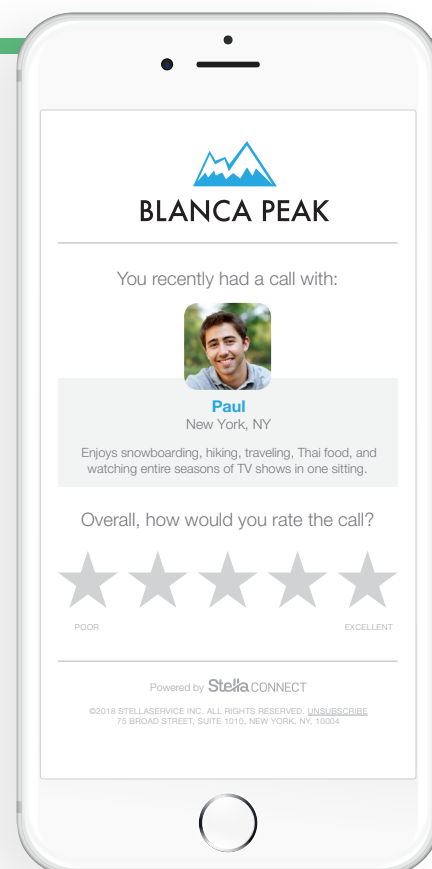 BLANCA PEAK
You recently had a call with:
Paul
New York, NY
Enjoys snowboarding, hiking, traveling, Thai food, and
watching entire seasons of TV shows in one sitting.
Overall, how would you rate the call?
POOR EXCELLENT
Powered by Stella CONNECT
©2018 STELLASERVICE INC. ALL RIGHTS RESERVED. UNSUBSCRIBE
75 BROAD STREET, SUITE 1010, NEW YORK, NY, 10004